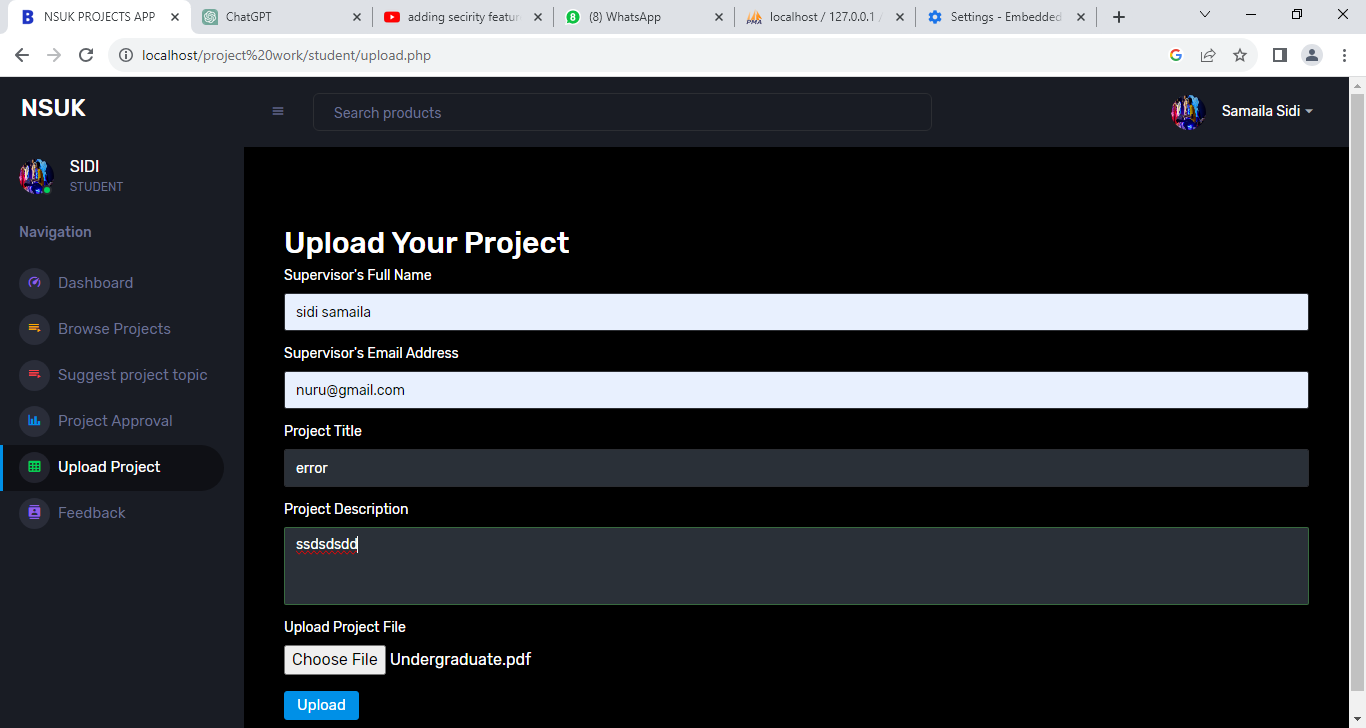 NSUK PROJECTS APP
ChatGPT
adding secirity featur
(8) WhatsApp
localhost / 127.0.0.1 /
Settings - Embedded
localhost/project%20work/student/upload.php
NSUK
Search products
Samaila Sidi
SIDI
STUDENT
Navigation
Dashboard
Browse Projects
Suggest project topic
Project Approval
Upload Project
Feedback
Upload Your Project
Supervisor's Full Name
sidi samaila
Supervisor's Email Address
nuru@gmail.com
Project Title
error
Project Description
ssdsdsdd
Upload Project File
Choose File Undergraduate.pdf
Upload